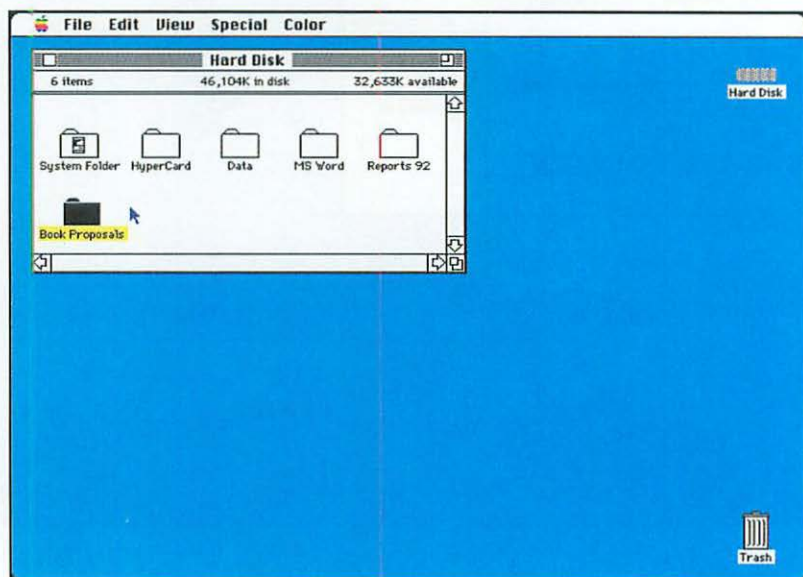 File Edit View Special Color
Hard Disk
6 items 46,104K in disk 32,633K available
Hard Disk
System Folder HyperCard Data MS Word Reports 92
Book Proposals
Trash